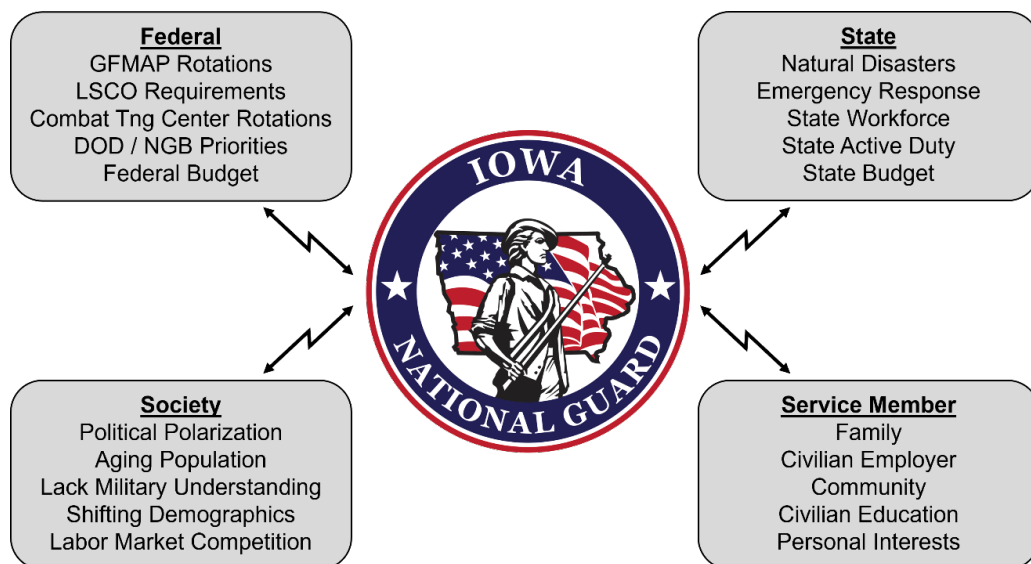 Federal
GFMAP Rotations
LSCO Requirements
Combat Tng Center Rotations
DOD / NGB Priorities
Federal Budget
State
Natural Disasters
Emergency Response
State Workforce
State Active Duty
State Budget
IOWA
NATIONAL GUARD
Society
Political Polarization
Aging Population
Lack Military Understanding
Shifting Demographics
Labor Market Competition
Service Member
Family
Civilian Employer
Community
Civilian Education
Personal Interests